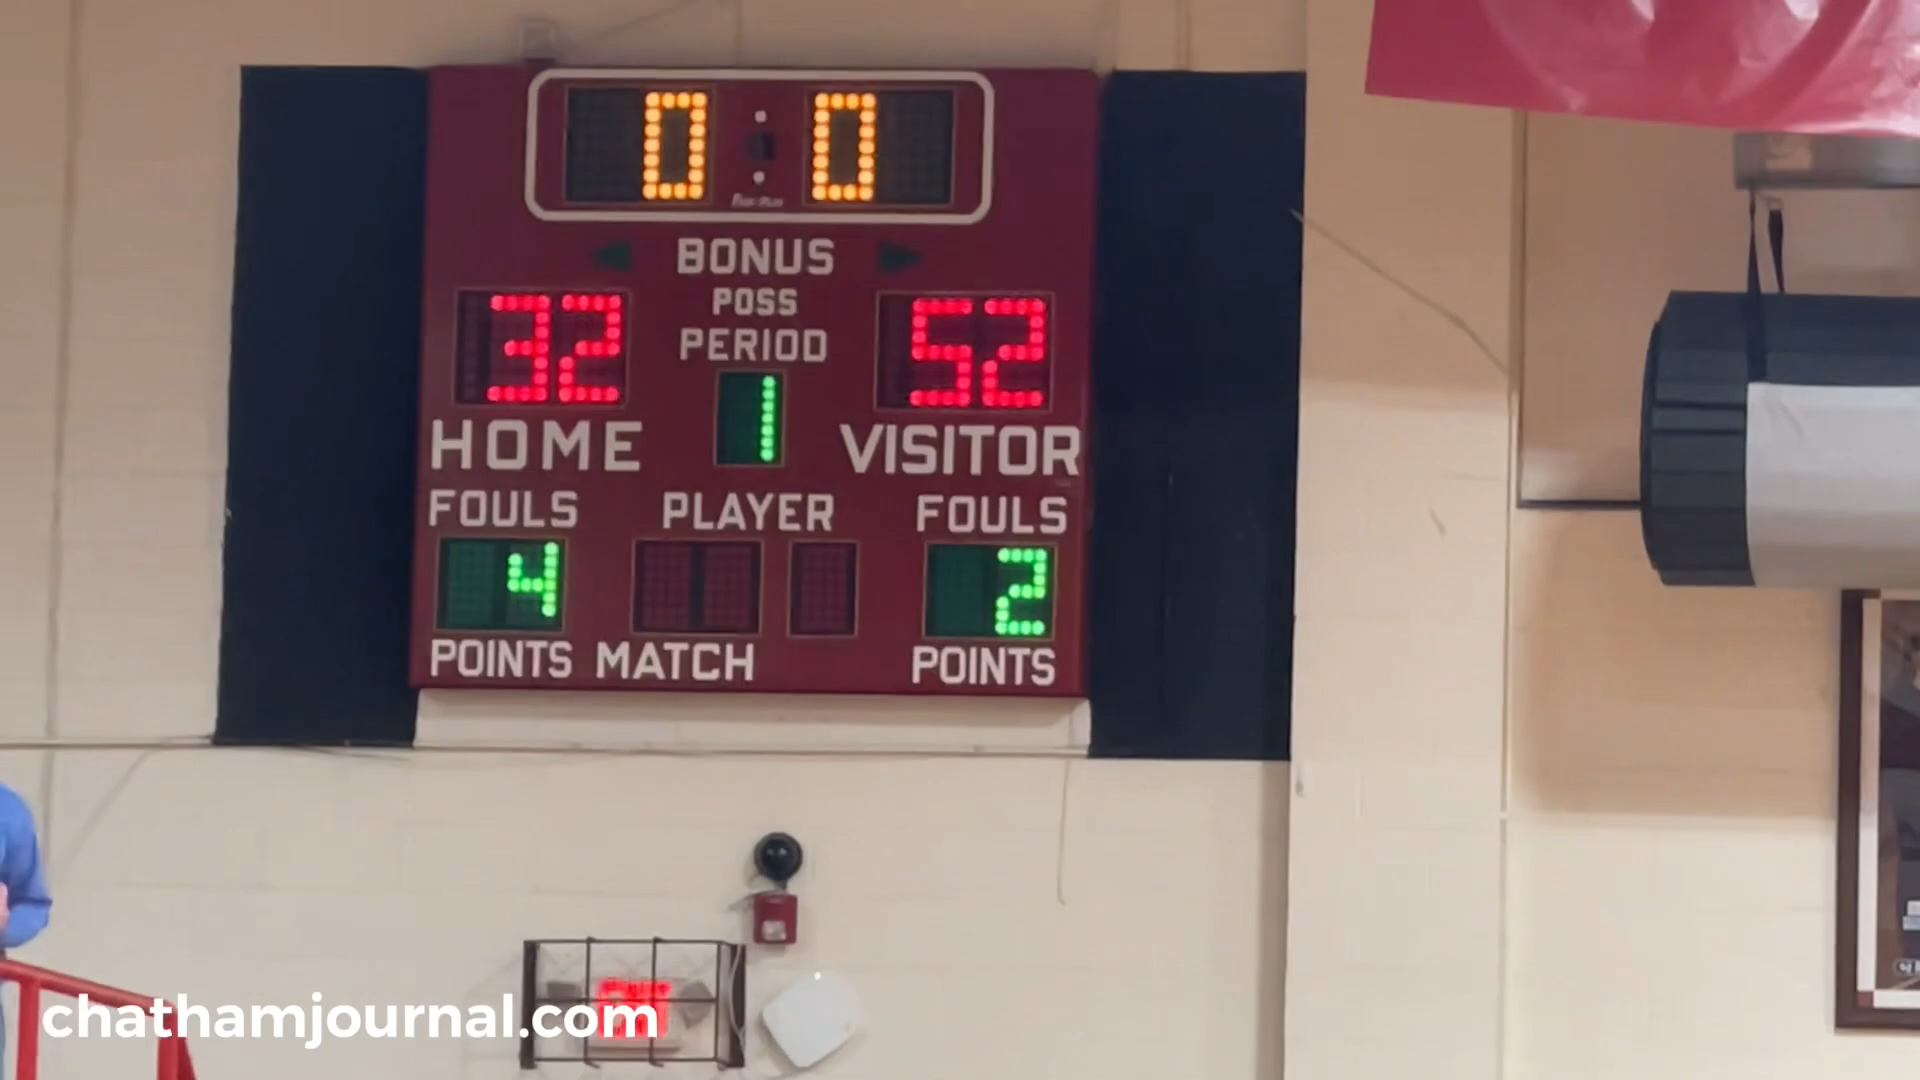 0:0
BONUS
POSS
32 PERIOD 52
1
HOME VISITOR
FOULS PLAYER FOULS
4 2
POINTS MATCH POINTS
chathamjournal.com